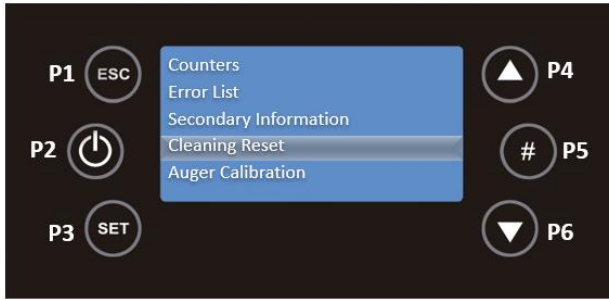 P1 ESC
P2
P3 SET
Counters
Error List
Secondary Information
Cleaning Reset
Auger Calibration
P4
# P5
P6